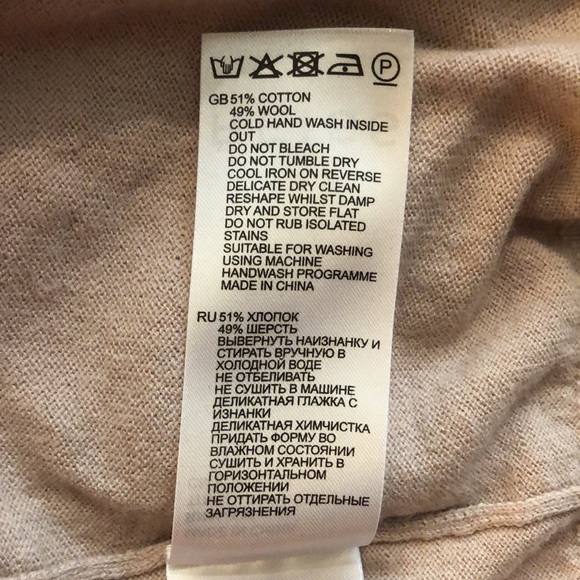 P
GB 51% COTTON
49% WOOL
COLD HAND WASH INSIDE
OUT
DO NOT BLEACH
DO NOT TUMBLE DRY
COOL IRON ON REVERSE
DELICATE DRY CLEAN
RESHAPE WHILST DAMP
DRY AND STORE FLAT
DO NOT RUB ISOLATED
STAINS
SUITABLE FOR WASHING
USING MACHINE
HANDWASH PROGRAMME
MADE IN CHINA
RU 51% ХЛОПОК
49% ШЕРСТЬ
ВЫВЕРНУТЬ НАИЗНАНКУ И
СТИРАТЬ ВРУЧНУЮ В
ХОЛОДНОЙ ВОДЕ
НЕ ОТБЕЛИВАТЬ
НЕ СУШИТЬ В МАШИНЕ
ДЕЛИКАТНАЯ ГЛАЖКА С
ИЗНАНКИ
ДЕЛИКАТНАЯ ХИМЧИСТКА
ПРИДАТЬ ФОРМУ ВО
ВЛАЖНОМ СОСТОЯНИИ
СУШИТЬ И ХРАНИТЬ В
ГОРИЗОНТАЛЬНОМ
ПОЛОЖЕНИИ
НЕ ОТТИРАТЬ ОТДЕЛЬНЫЕ
ЗАГРЯЗНЕНИЯ